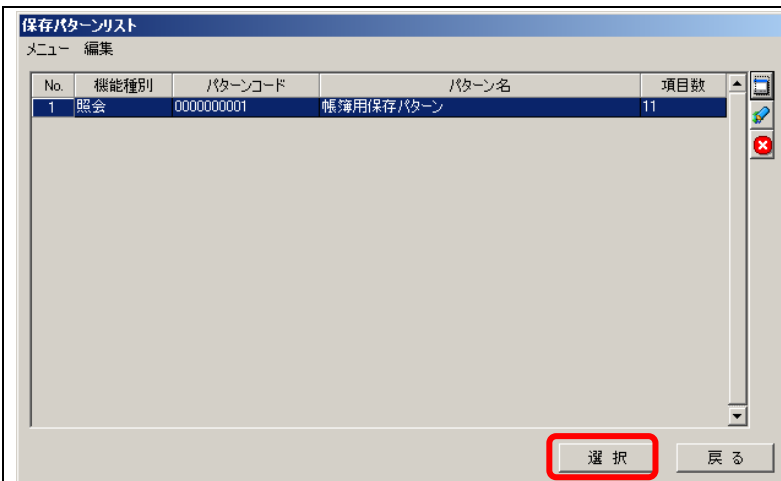 保存パターンリスト
メニュー 編集
No. 機能種別 パターンコード パターン名 項目数
1 照会 0000000001 帳簿用保存パターン 11
選 択 戻 る